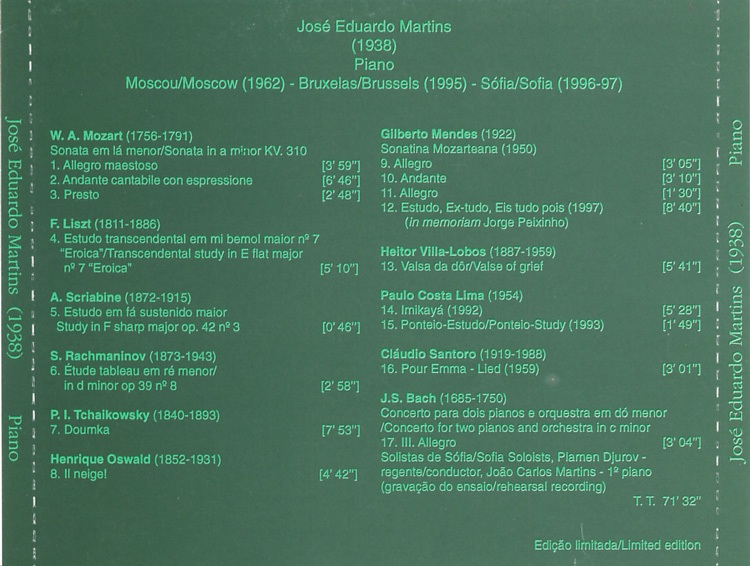 José Eduardo Martins
(1938)
Piano
Moscou/Moscow (1962) - Bruxelas/Brussels (1995) - Sófia/Sofia (1996-97)
José Eduardo Martins (1938) Piano
W. A. Mozart (1756-1791)
Sonata em lá menor/Sonata in a minor KV. 310
1. Allegro maestoso [3' 59"]
2. Andante cantabile con espressione [6' 46"]
3. Presto [2' 48"]
F. Liszt (1811-1886)
4. Estudo transcendental em mi bemol maior nº 7
"Eroica"/Transcendental study in E flat major
nº 7 "Eroica" [5' 10"]
A. Scriabine (1872-1915)
5. Estudo em fá sustenido maior
Study in F sharp major op. 42 nº 3 [0' 46"]
S. Rachmaninov (1873-1943)
6. Étude tableau em ré menor/
in d minor op 39 nº 8 [2' 58"]
P. I. Tchaikowsky (1840-1893)
7. Doumka [7' 53"]
Henrique Oswald (1852-1931)
8. Il neige! [4' 42"]
Gilberto Mendes (1922)
Sonatina Mozarteana (1950)
9. Allegro [3' 05"]
10. Andante [3' 10"]
11. Allegro [1' 30"]
12. Estudo, Ex-tudo, Eis tudo pois (1997) [8' 40"]
(in memoriam Jorge Peixinho)
Heitor Villa-Lobos (1887-1959)
13. Valsa da dôr/Valse of grief [5' 41"]
Paulo Costa Lima (1954)
14. Imikayá (1992) [5' 28"]
15. Ponteio-Estudo/Ponteio-Study (1993) [1' 49"]
Cláudio Santoro (1919-1988)
16. Pour Emma - Lied (1959) [3' 01"]
J.S. Bach (1685-1750)
Concerto para dois pianos e orquestra em dó menor
/Concerto for two pianos and orchestra in c minor
17. III. Allegro [3' 04"]
Solistas de Sófia/Sofia Soloists, Plamen Djurov -
regente/conductor, João Carlos Martins - 1º piano
(gravação do ensaio/rehearsal recording)
T.T. 71' 32"
Edição limitada/Limited edition
José Eduardo Martins (1938) Piano